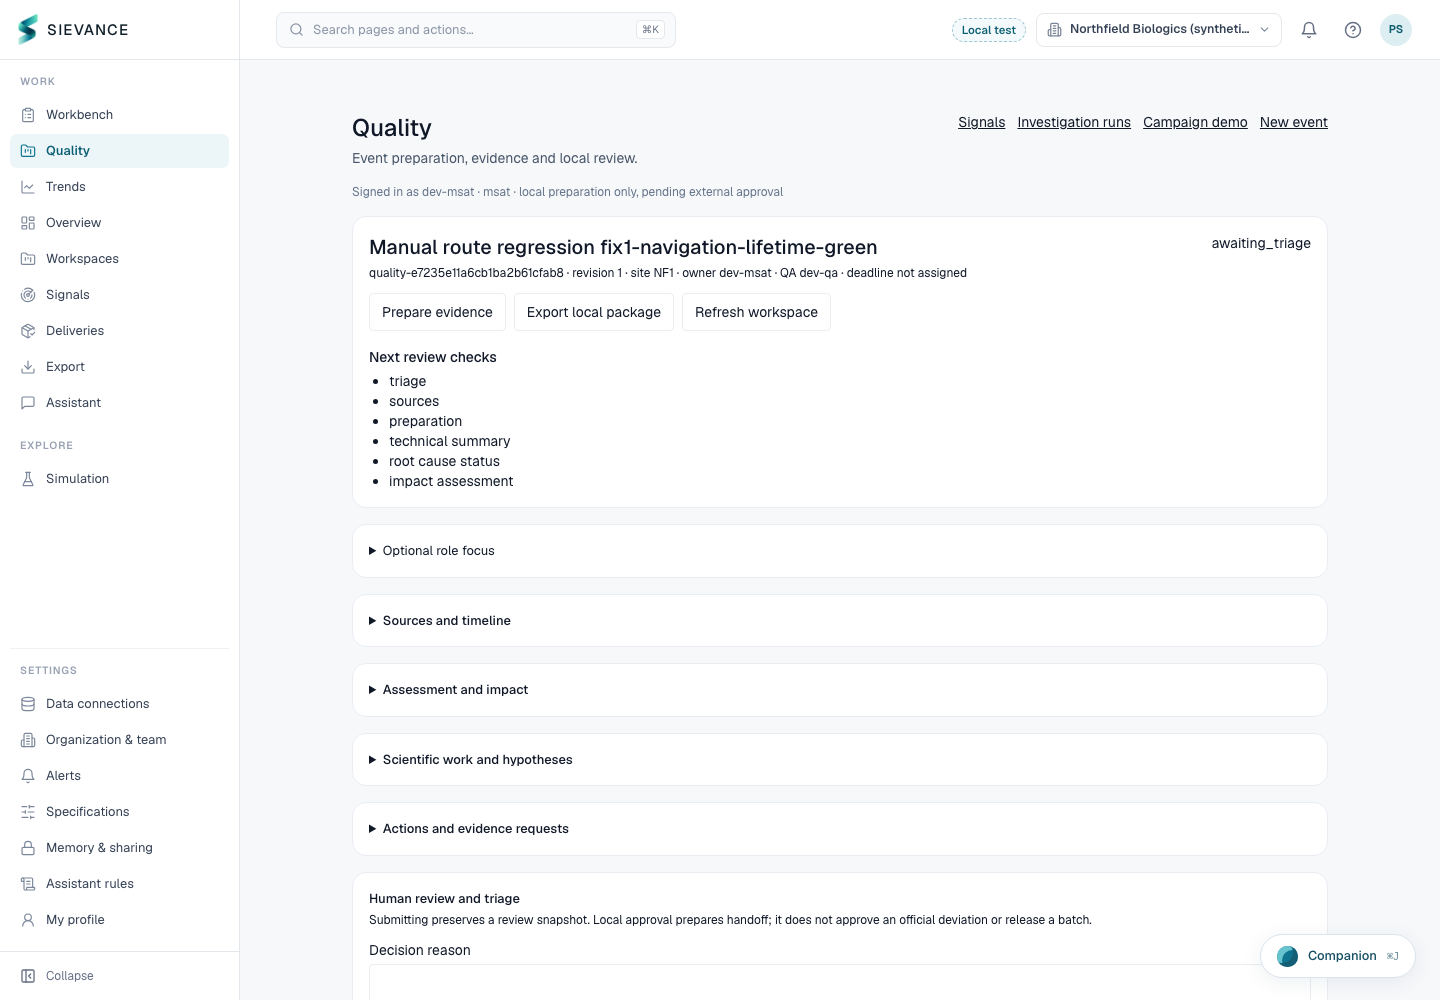 SIEVANCE
Search pages and actions...
⌘K
Local test
Northfield Biologics (syntheti...
PS
WORK
Workbench
Quality
Trends
Overview
Workspaces
Signals
Deliveries
Export
Assistant
EXPLORE
Simulation
SETTINGS
Data connections
Organization & team
Alerts
Specifications
Memory & sharing
Assistant rules
My profile
Collapse
Quality
Signals Investigation runs Campaign demo New event
Event preparation, evidence and local review.
Signed in as dev-msat · msat · local preparation only, pending external approval
Manual route regression fix1-navigation-lifetime-green
awaiting_triage
quality-e7235e11a6cb1ba2b61cfab8 · revision 1 · site NF1 · owner dev-msat · QA dev-qa · deadline not assigned
Prepare evidence Export local package Refresh workspace
Next review checks
• triage
• sources
• preparation
• technical summary
• root cause status
• impact assessment
Optional role focus
Sources and timeline
Assessment and impact
Scientific work and hypotheses
Actions and evidence requests
Human review and triage
Submitting preserves a review snapshot. Local approval prepares handoff; it does not approve an official deviation or release a batch.
Decision reason
Companion ⌘J